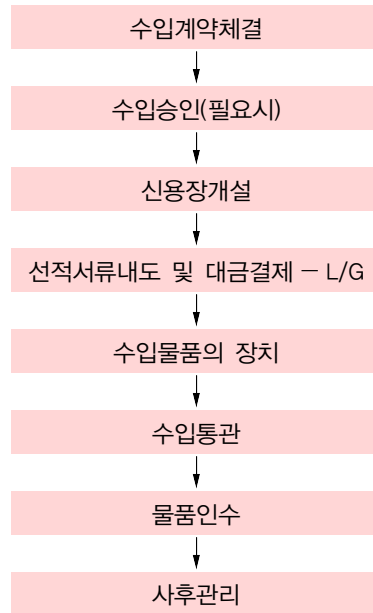 수입계약체결
수입승인(필요시)
신용장개설
선적서류내도 및 대금결제 － L/G
수입물품의 장치
수입통관
물품인수
사후관리